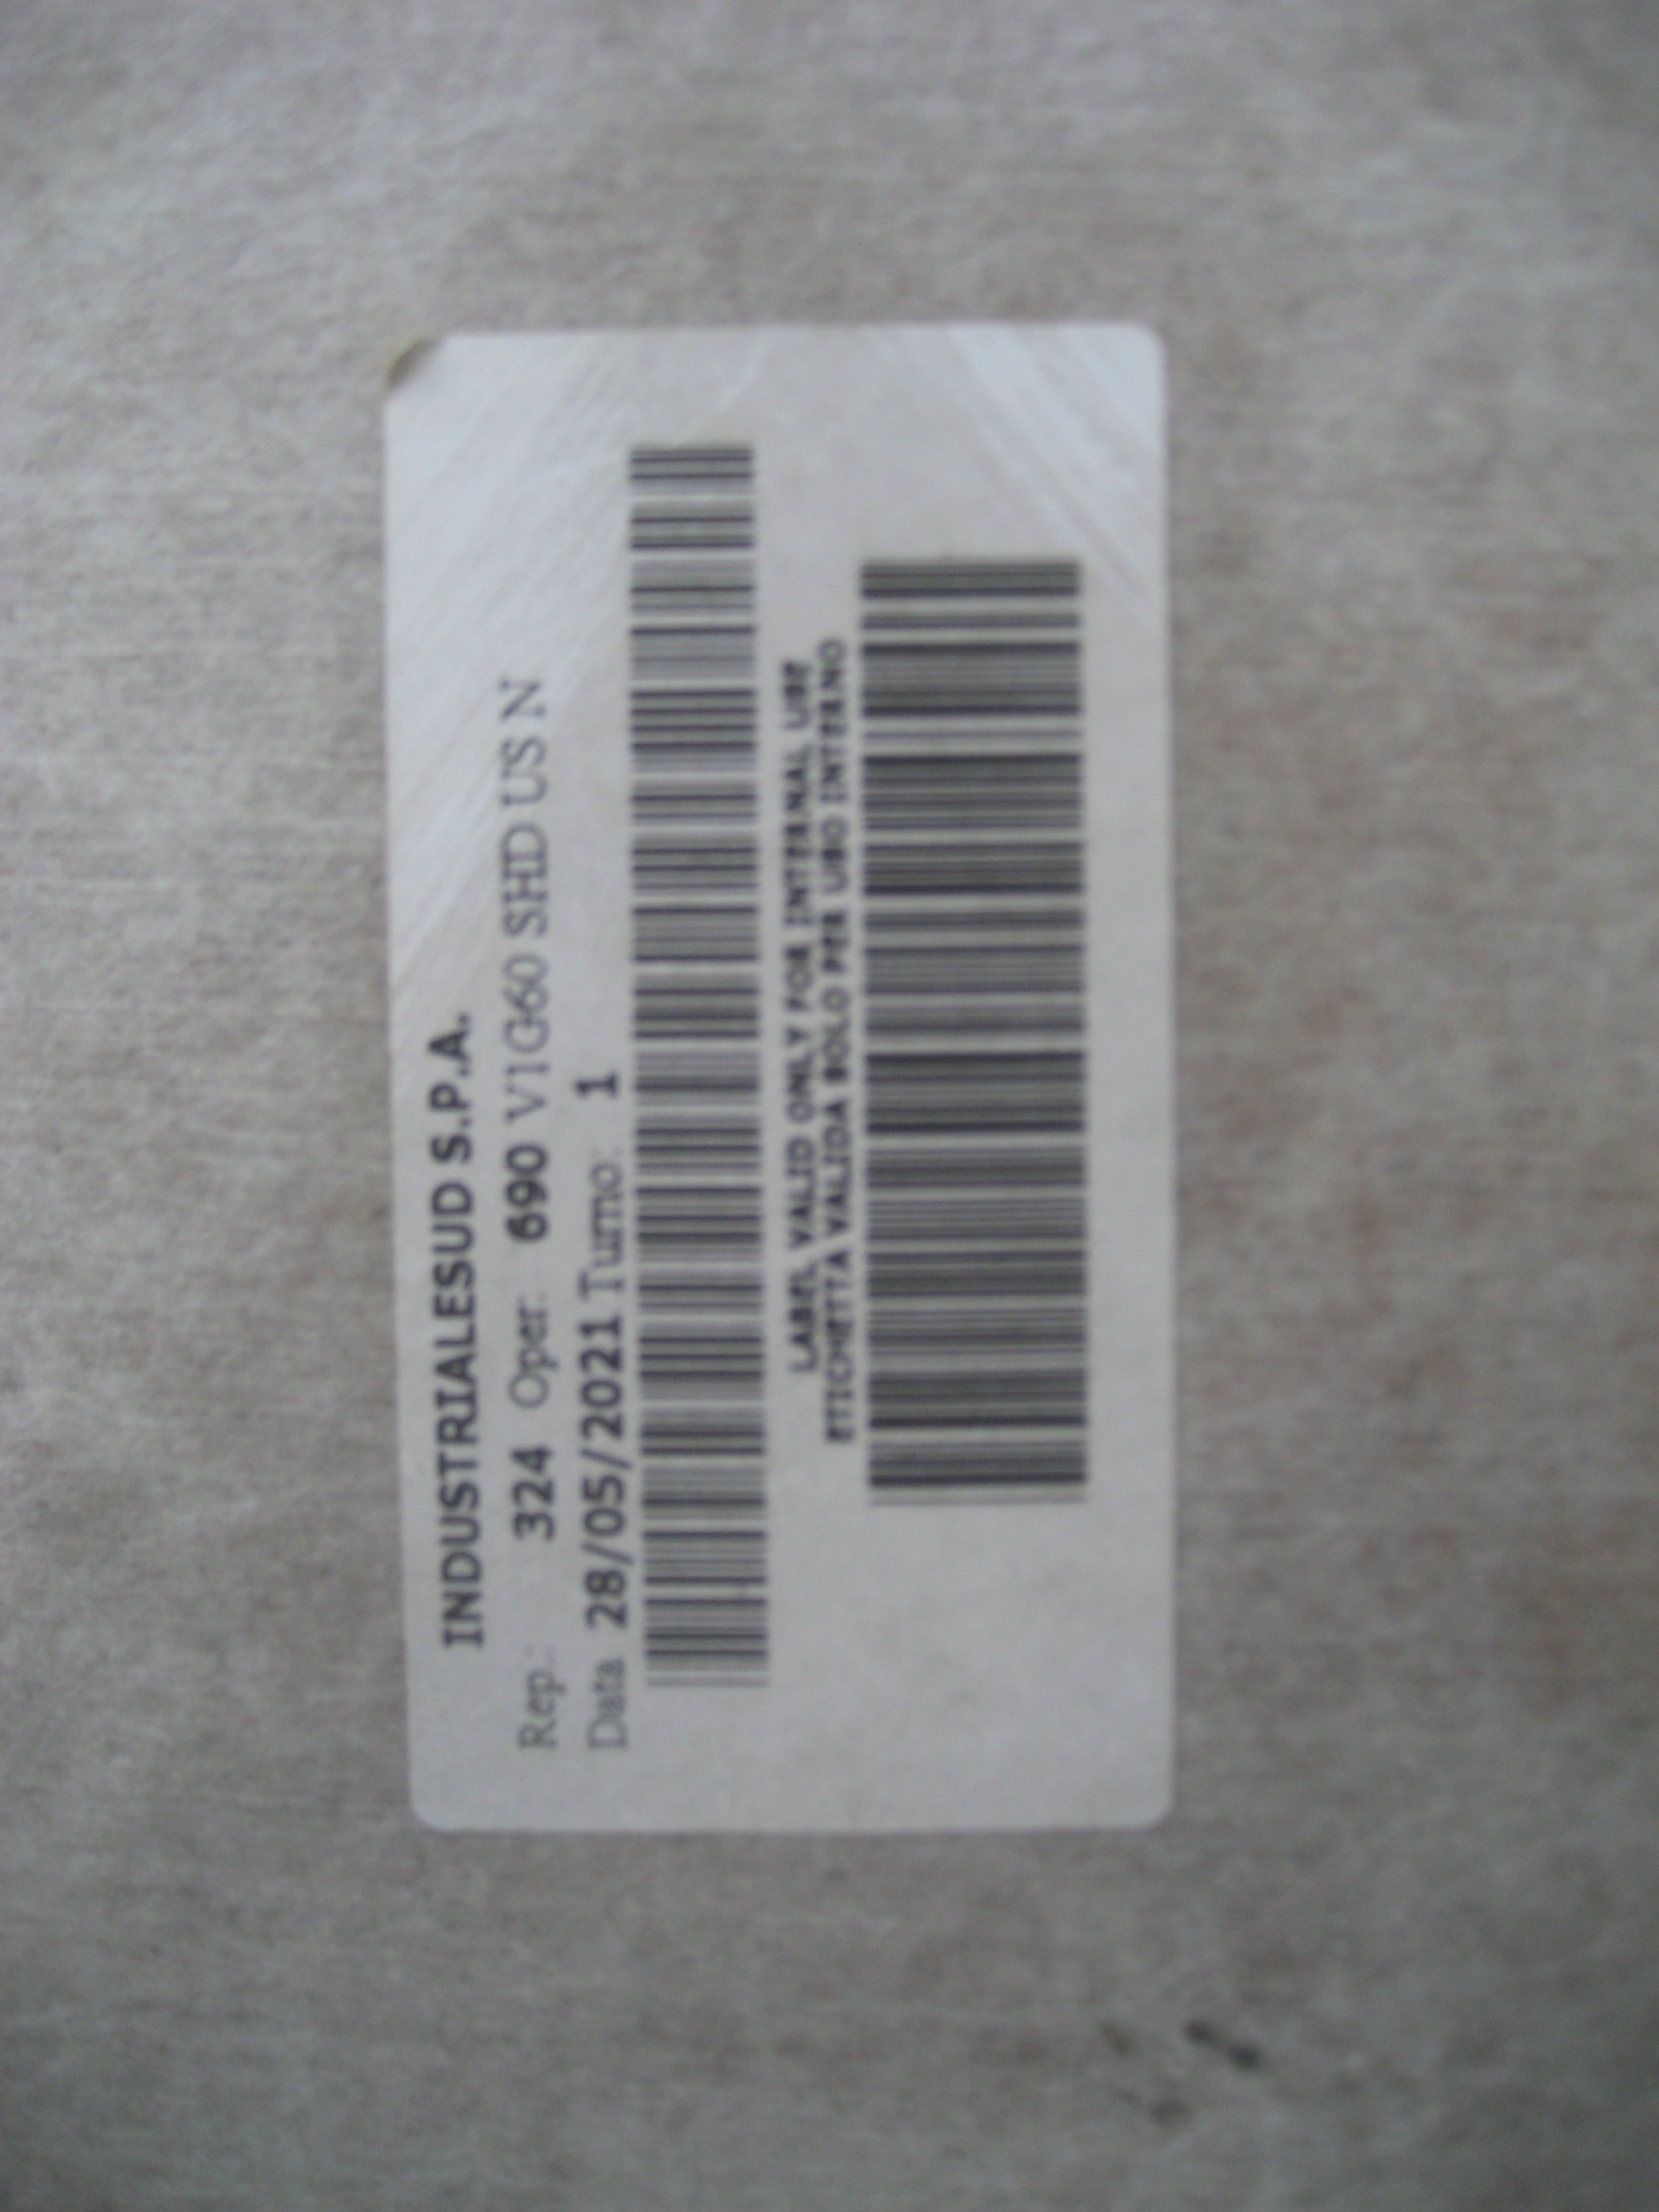 INDUSTRIALESUD S.P.A.
Rep.: 324 Oper: 690 V1G60 SHD US N
Data 28/05/2021 Turno: 1
LABEL VALID ONLY FOR INTERNAL USE
ETICHETTA VALIDA SOLO PER USO INTERNO